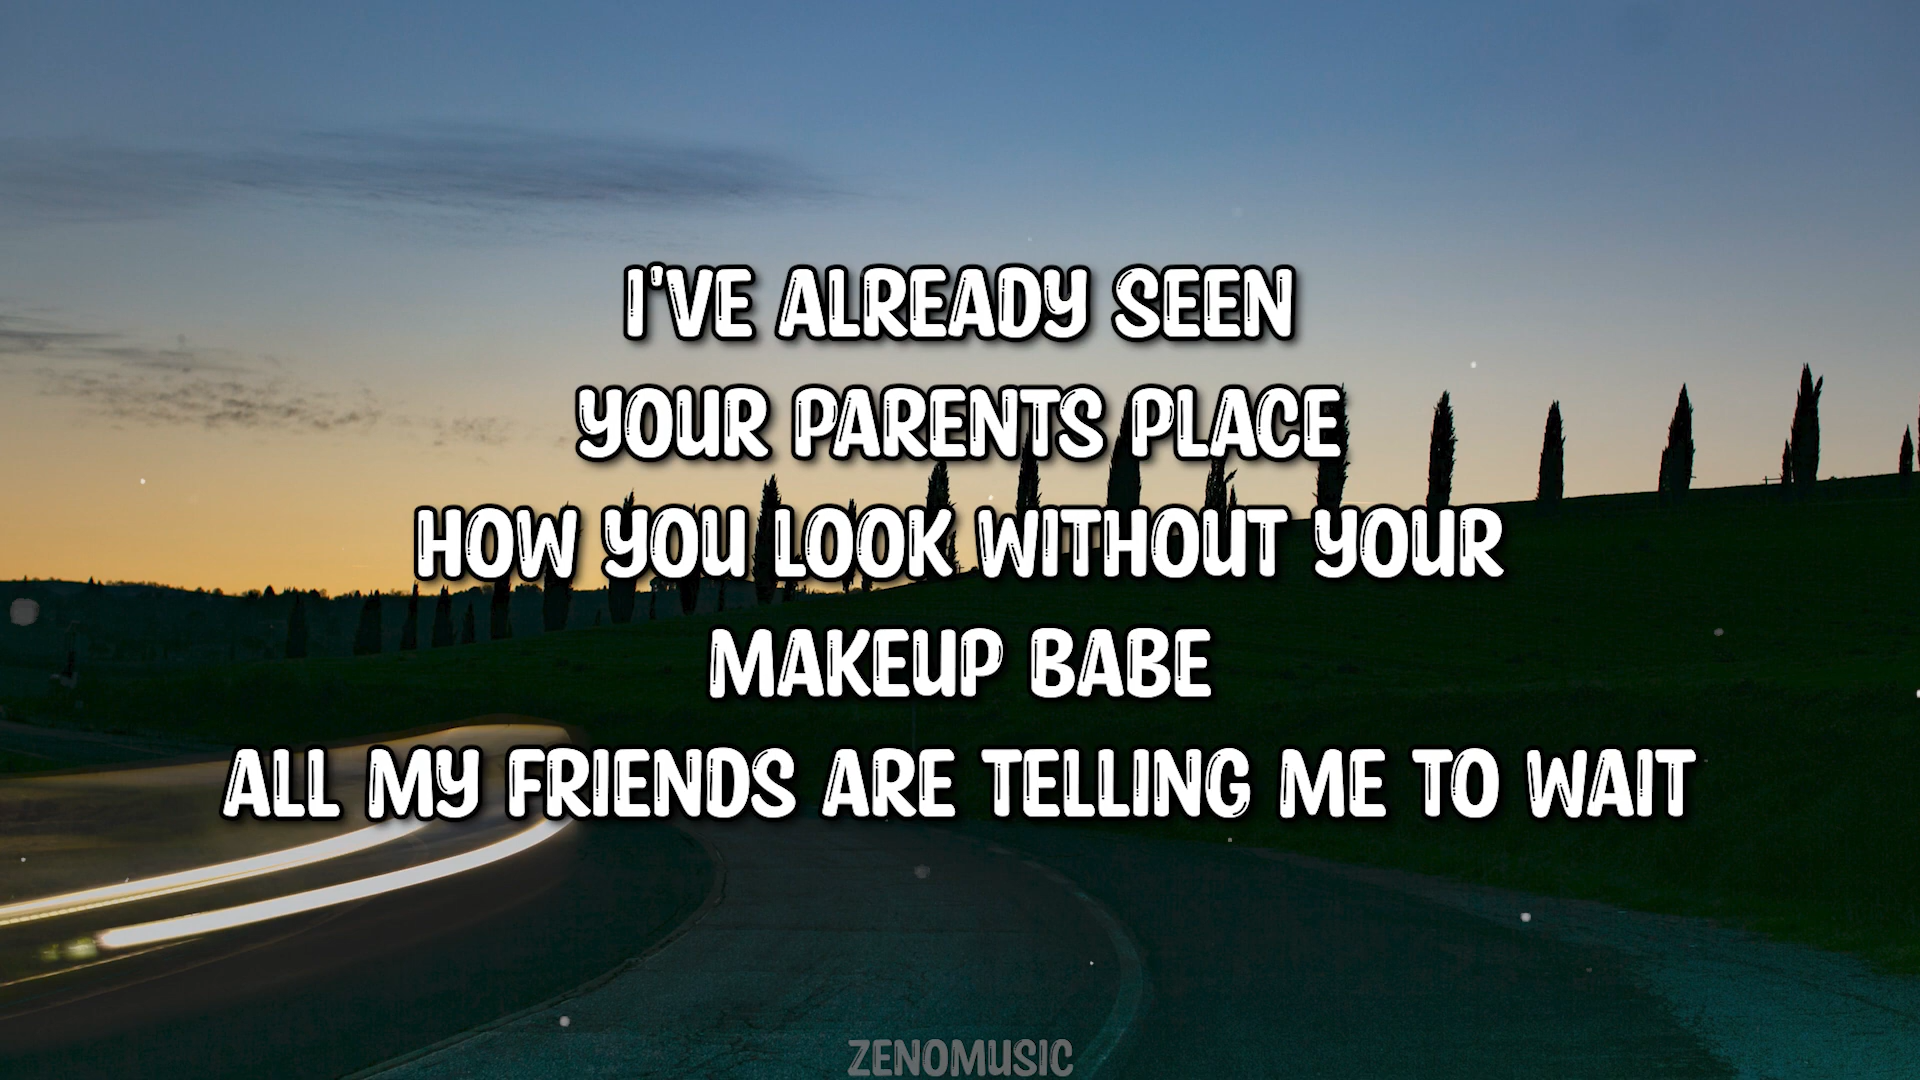 I'VE ALREADY SEEN
YOUR PARENTS PLACE
HOW YOU LOOK WITHOUT YOUR
MAKEUP BABE
ALL MY FRIENDS ARE TELLING ME TO WAIT
ZENOMUSIC